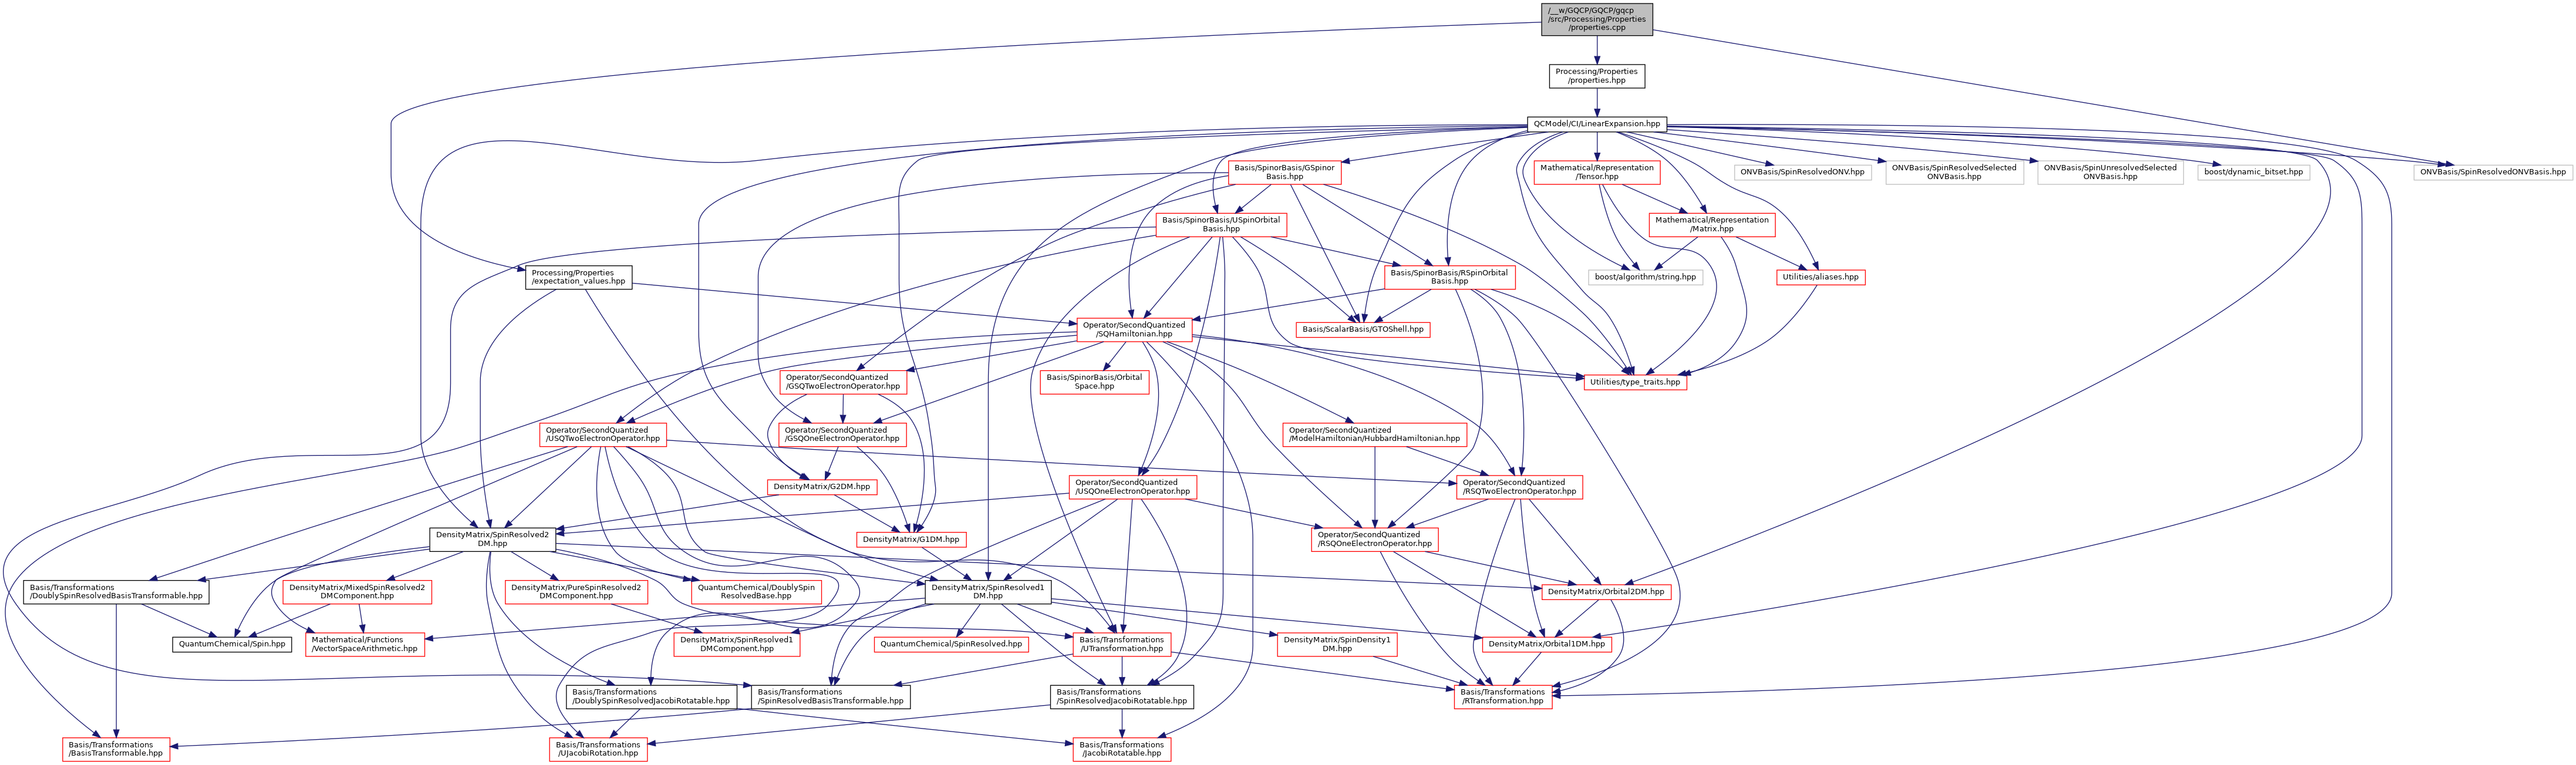 /__w/GQCP/GQCP/gqcp
/src/Processing/Properties
/properties.cpp
Processing/Properties
/properties.hpp
QCModel/CI/LinearExpansion.hpp
Basis/SpinorBasis/GSpinor
Basis.hpp
Mathematical/Representation
/Tensor.hpp
ONVBasis/SpinResolvedONV.hpp
ONVBasis/SpinResolvedSelected
ONVBasis.hpp
ONVBasis/SpinUnresolvedSelected
ONVBasis.hpp
boost/dynamic_bitset.hpp
ONVBasis/SpinResolvedONVBasis.hpp
Basis/SpinorBasis/USpinOrbital
Basis.hpp
Mathematical/Representation
/Matrix.hpp
Processing/Properties
/expectation_values.hpp
Basis/SpinorBasis/RSpinOrbital
Basis.hpp
boost/algorithm/string.hpp
Utilities/aliases.hpp
Operator/SecondQuantized
/SQHamiltonian.hpp
Basis/ScalarBasis/GTOShell.hpp
Operator/SecondQuantized
/GSQTwoElectronOperator.hpp
Basis/SpinorBasis/Orbital
Space.hpp
Utilities/type_traits.hpp
Operator/SecondQuantized
/USQTwoElectronOperator.hpp
Operator/SecondQuantized
/GSQOneElectronOperator.hpp
Operator/SecondQuantized
/ModelHamiltonian/HubbardHamiltonian.hpp
DensityMatrix/G2DM.hpp
Operator/SecondQuantized
/USQOneElectronOperator.hpp
Operator/SecondQuantized
/RSQTwoElectronOperator.hpp
DensityMatrix/SpinResolved2
DM.hpp
DensityMatrix/G1DM.hpp
Operator/SecondQuantized
/RSQOneElectronOperator.hpp
Basis/Transformations
/DoublySpinResolvedBasisTransformable.hpp
DensityMatrix/MixedSpinResolved2
DMComponent.hpp
DensityMatrix/PureSpinResolved2
DMComponent.hpp
QuantumChemical/DoublySpin
ResolvedBase.hpp
DensityMatrix/SpinResolved1
DM.hpp
DensityMatrix/Orbital2DM.hpp
QuantumChemical/Spin.hpp
Mathematical/Functions
/VectorSpaceArithmetic.hpp
DensityMatrix/SpinResolved1
DMComponent.hpp
QuantumChemical/SpinResolved.hpp
Basis/Transformations
/UTransformation.hpp
DensityMatrix/SpinDensity1
DM.hpp
DensityMatrix/Orbital1DM.hpp
Basis/Transformations
/DoublySpinResolvedJacobiRotatable.hpp
Basis/Transformations
/SpinResolvedBasisTransformable.hpp
Basis/Transformations
/SpinResolvedJacobiRotatable.hpp
Basis/Transformations
/RTransformation.hpp
Basis/Transformations
/BasisTransformable.hpp
Basis/Transformations
/UJacobiRotation.hpp
Basis/Transformations
/JacobiRotatable.hpp